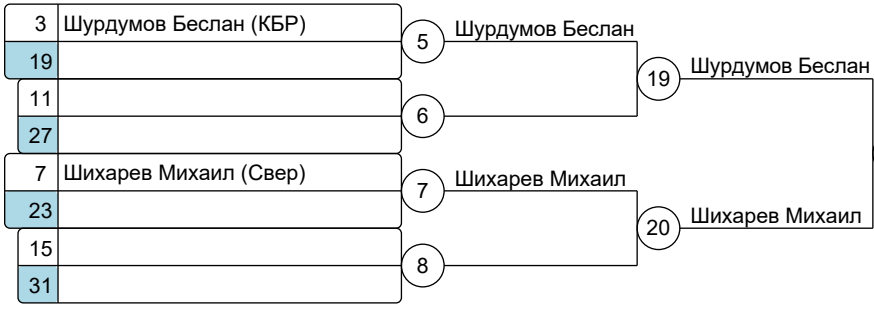 3 Шурдумов Беслан (КБР)
5 Шурдумов Беслан
19
19 Шурдумов Беслан
11
6
27
7 Шихарев Михаил (Свер)
7 Шихарев Михаил
23
20 Шихарев Михаил
15
8
31